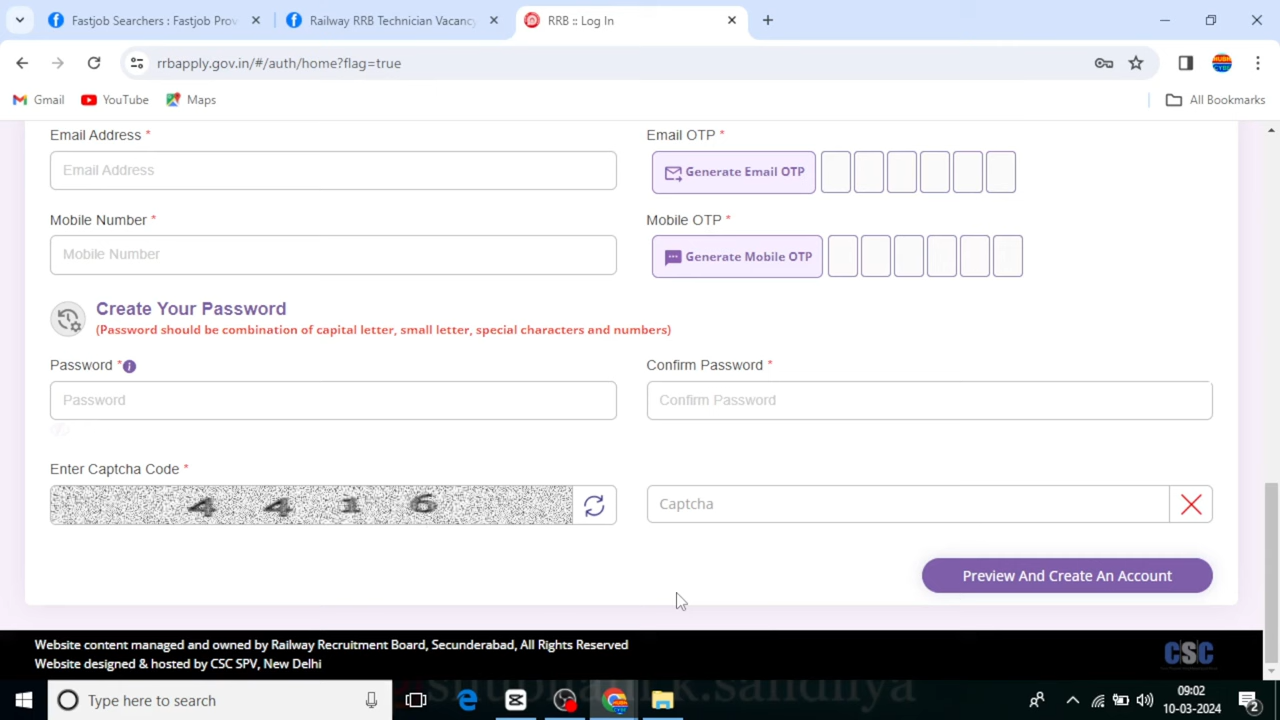 Fastjob Searchers : Fastjob Prov
Railway RRB Technician Vacancy
RRB :: Log In
rrbapply.gov.in/#/auth/home?flag=true
Gmail
YouTube
Maps
All Bookmarks
Email Address *
Email OTP *
Email Address
Generate Email OTP
Mobile Number *
Mobile OTP *
Mobile Number
Generate Mobile OTP
Create Your Password
(Password should be combination of capital letter, small letter, special characters and numbers)
Password *
Confirm Password *
Password
Confirm Password
Enter Captcha Code *
4 4 1 6
Captcha
Preview And Create An Account
Website content managed and owned by Railway Recruitment Board, Secunderabad, All Rights Reserved
Website designed & hosted by CSC SPV, New Delhi
CSC
Type here to search
09:02
10-03-2024
2